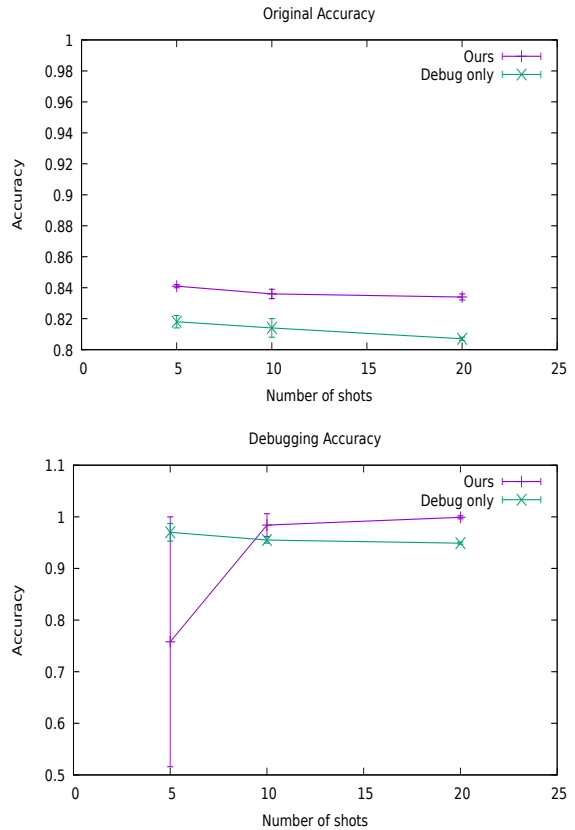 Original Accuracy
1
0.98
0.96
0.94
0.92
0.9
0.88
0.86
0.84
0.82
0.8
Accuracy
Ours
Debug only
0 5 10 15 20 25
Number of shots
Debugging Accuracy
1.1
1
0.9
0.8
0.7
0.6
0.5
Accuracy
Ours
Debug only
0 5 10 15 20 25
Number of shots